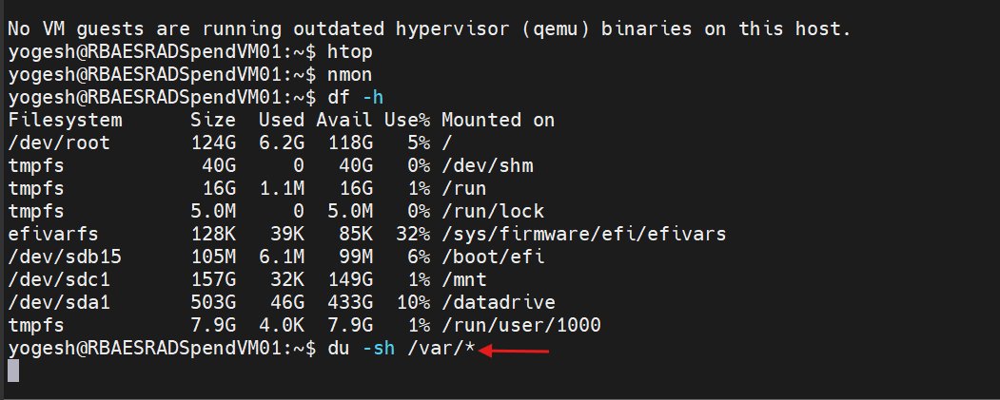 No VM guests are running outdated hypervisor (qemu) binaries on this host.
yogesh@RBAESRADSpendVM01:~$ htop
yogesh@RBAESRADSpendVM01:~$ nmon
yogesh@RBAESRADSpendVM01:~$ df -h
Filesystem      Size  Used Avail Use% Mounted on
/dev/root       124G  6.2G  118G   5% /
tmpfs            40G     0   40G   0% /dev/shm
tmpfs            16G  1.1M   16G   1% /run
tmpfs           5.0M     0  5.0M   0% /run/lock
efivarfs        128K   39K   85K  32% /sys/firmware/efi/efivars
/dev/sdb15      105M  6.1M   99M   6% /boot/efi
/dev/sdc1       157G   32K  149G   1% /mnt
/dev/sda1       503G   46G  433G  10% /datadrive
tmpfs           7.9G  4.0K  7.9G   1% /run/user/1000
yogesh@RBAESRADSpendVM01:~$ du -sh /var/*